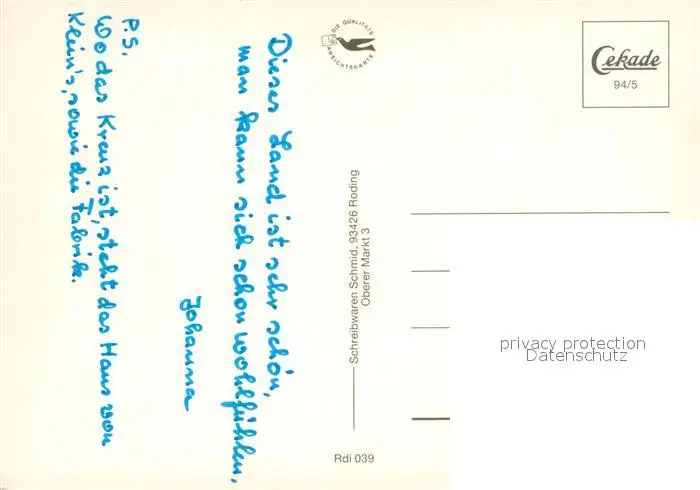 Dieses Land ist sehr schön,
man kann sich schon wohlfühlen.
Johanna
P.S.
Wo das Kreuz ist, steht das Haus von
Klein's, sowie die Fabrik.
DIE QUALITÄTS
ANSICHTSKARTE
Schreibwaren Schmid, 93426 Roding
Oberer Markt 3
Rdi 039
Cekade
94/5
privacy protection
Datenschutz